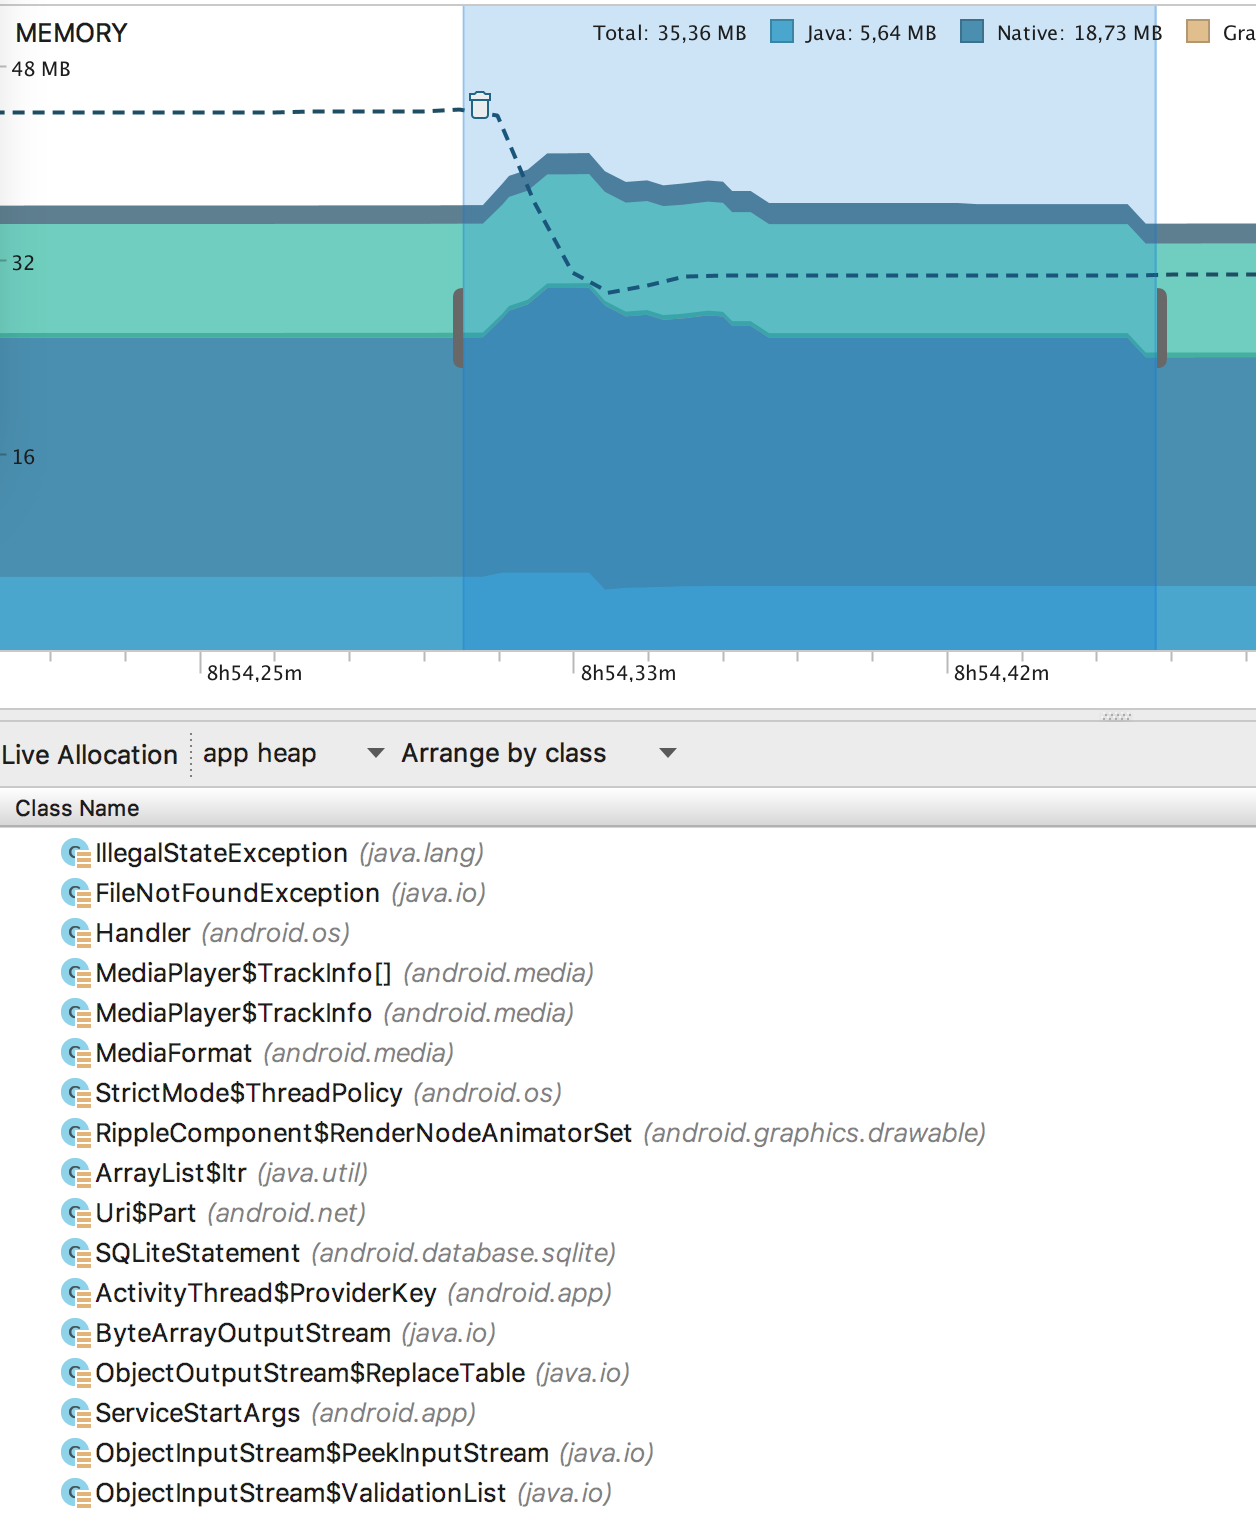 MEMORY Total: 35,36 MB Java: 5,64 MB Native: 18,73 MB Gra
48 MB
32
16
8h54,25m 8h54,33m 8h54,42m
Live Allocation app heap Arrange by class
Class Name
IllegalStateException (java.lang)
FileNotFoundException (java.io)
Handler (android.os)
MediaPlayer$TrackInfo[] (android.media)
MediaPlayer$TrackInfo (android.media)
MediaFormat (android.media)
StrictMode$ThreadPolicy (android.os)
RippleComponent$RenderNodeAnimatorSet (android.graphics.drawable)
ArrayList$Itr (java.util)
Uri$Part (android.net)
SQLiteStatement (android.database.sqlite)
ActivityThread$ProviderKey (android.app)
ByteArrayOutputStream (java.io)
ObjectOutputStream$ReplaceTable (java.io)
ServiceStartArgs (android.app)
ObjectInputStream$PeekInputStream (java.io)
ObjectInputStream$ValidationList (java.io)